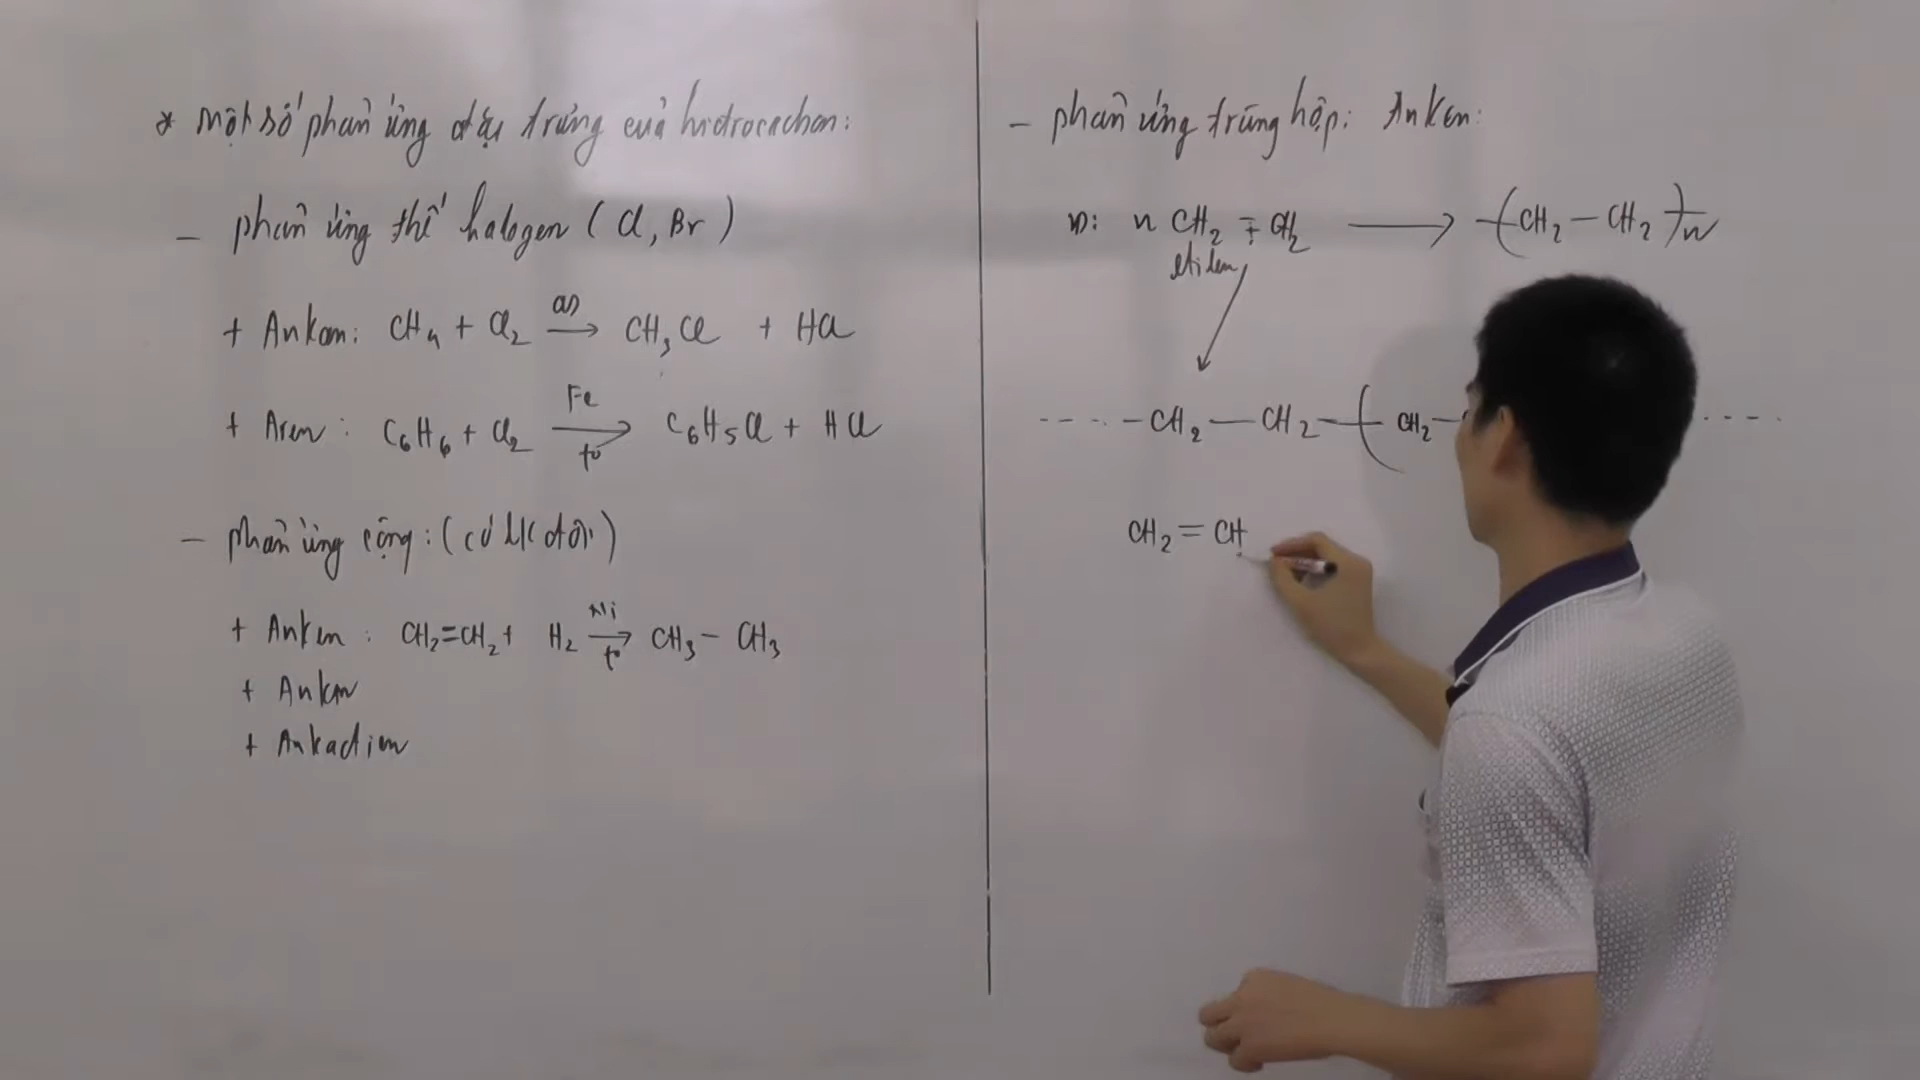 * Một số phản ứng đặc trưng của hidrocacbon:
- phản ứng thế halogen (Cl, Br)
+ Ankan: CH₄ + Cl₂ →(as) CH₃Cl + HCl
+ Aren: C₆H₆ + Cl₂ →(Fe, t°) C₆H₅Cl + HCl
- phản ứng cộng: (có lk đôi)
+ Anken: CH₂=CH₂ + H₂ →(Ni, t°) CH₃ - CH₃
+ Ankin
+ Ankadien
- phản ứng trùng hợp: Anken:
VD: n CH₂ = CH₂ → (CH₂ - CH₂)n
etilen
---- - CH₂ - CH₂ - ( CH₂ - ----
CH₂ = CH